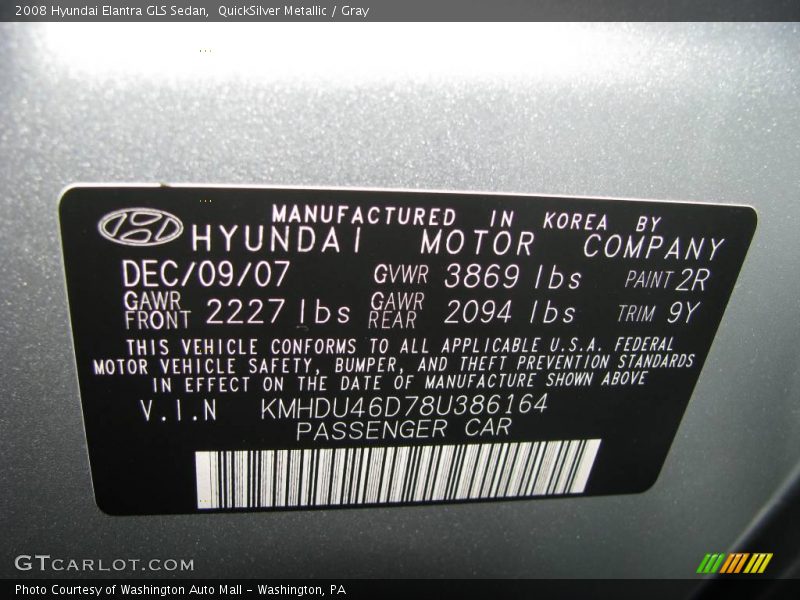 2008 Hyundai Elantra GLS Sedan,  QuickSilver Metallic / Gray
MANUFACTURED IN KOREA BY
HYUNDAI MOTOR COMPANY
DEC/09/07 GVWR 3869 lbs PAINT 2R
GAWR FRONT 2227 lbs GAWR REAR 2094 lbs TRIM 9Y
THIS VEHICLE CONFORMS TO ALL APPLICABLE U.S.A. FEDERAL
MOTOR VEHICLE SAFETY, BUMPER, AND THEFT PREVENTION STANDARDS
IN EFFECT ON THE DATE OF MANUFACTURE SHOWN ABOVE
V.I.N KMHDU46D78U386164
PASSENGER CAR
GTCARLOT.COM
Photo Courtesy of Washington Auto Mall - Washington, PA